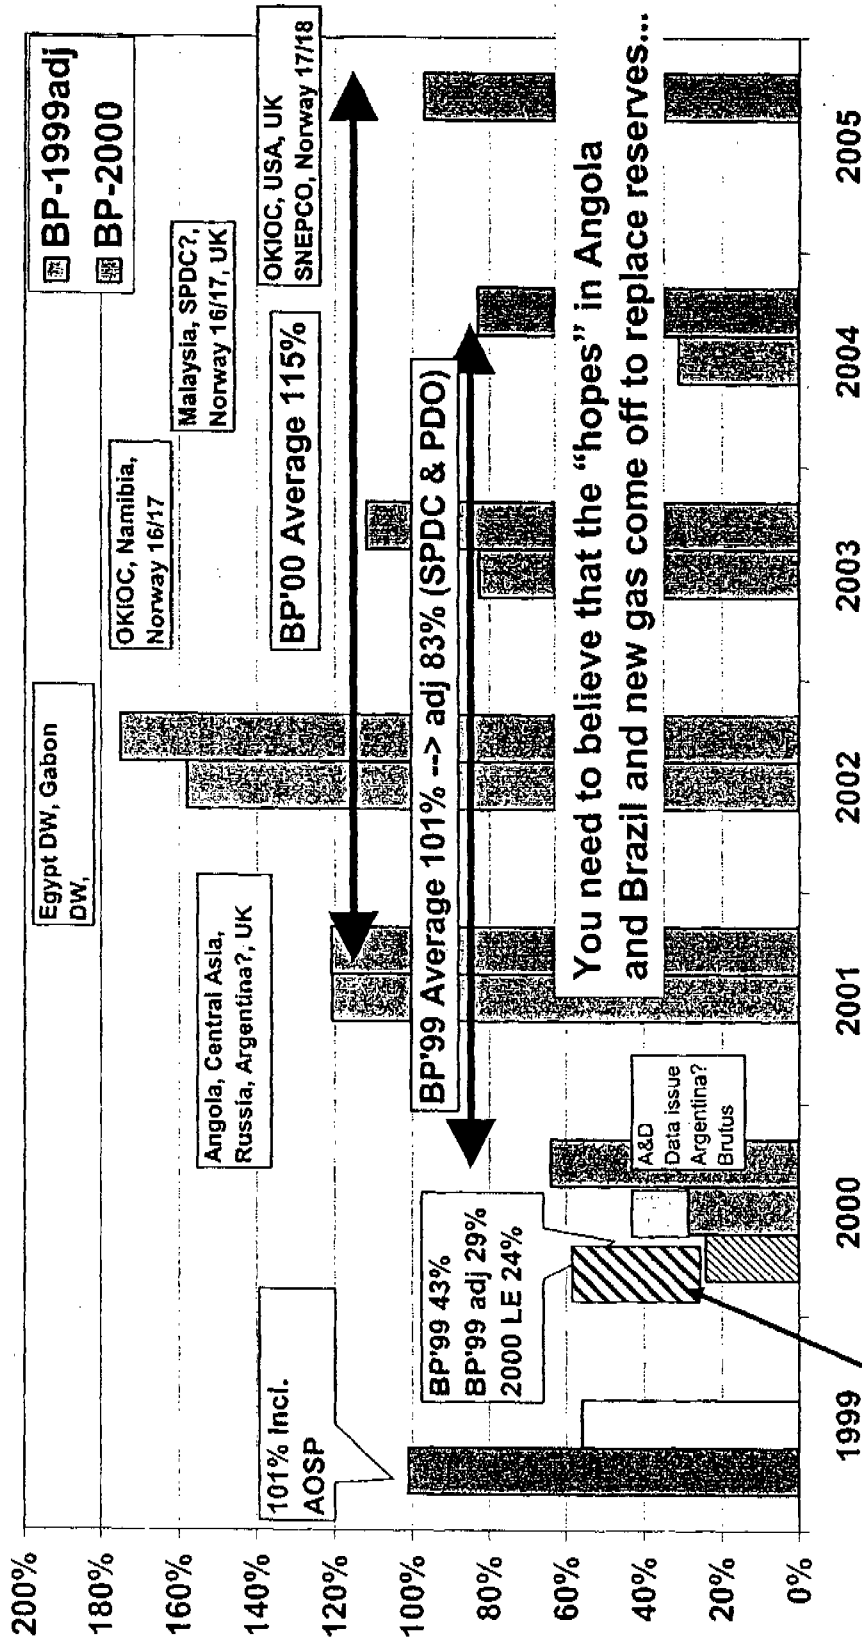 BP-1999adj
BP-2000
200%
180%
160%
140%
120%
100%
80%
60%
40%
20%
0%
Egypt DW, Gabon
DW,
OKIOC, Namibia,
Norway 16/17
Malaysia, SPDC?,
Norway 16/17, UK
OKIOC, USA, UK
SNEPCO, Norway 17/18
Angola, Central Asia,
Russia, Argentina?, UK
101% Incl.
AOSP
BP'00 Average 115%
BP'99 Average 101% --> adj 83% (SPDC & PDO)
BP'99 43%
BP'99 adj 29%
2000 LE 24%
A&D
Data issue
Argentina?
Brutus
You need to believe that the “hopes” in Angola
and Brazil and new gas come off to replace reserves...
1999
2000
2001
2002
2003
2004
2005